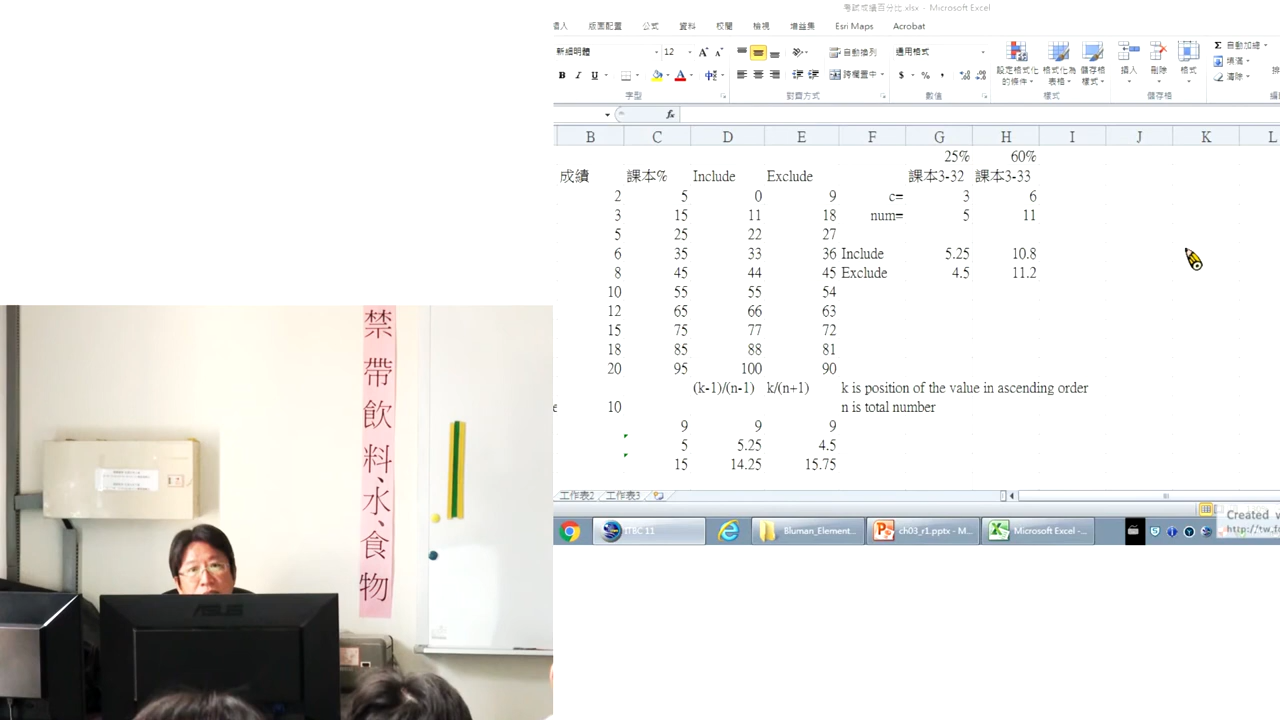 考試成績百分比.xlsx - Microsoft Excel
插入 版面配置 公式 資料 校閱 檢視 增益集 Esri Maps Acrobat
新細明體 12 自動換列 通用格式 設定格式化的條件 格式化為表格 儲存格樣式 插入 刪除 格式 Σ 自動加總
B I U 跨欄置中 $ % , 填滿
清除
字型 對齊方式 數值 樣式 儲存格
fx
B C D E F G H I J K L
25% 60%
成績 課本% Include Exclude 課本3-32 課本3-33
2 5 0 9 c= 3 6
3 15 11 18 num= 5 11
5 25 22 27
6 35 33 36 Include 5.25 10.8
8 45 44 45 Exclude 4.5 11.2
10 55 55 54
12 65 66 63
15 75 77 72
18 85 88 81
20 95 100 90
(k-1)/(n-1) k/(n+1) k is position of the value in ascending order
10 n is total number
9 9 9
5 5.25 4.5
15 14.25 15.75
工作表2 工作表3
Bluman_Element... ch03_r1.pptx - M... Microsoft Excel -...
Created
http://tw.
禁帶飲料、水、食物
ASUS